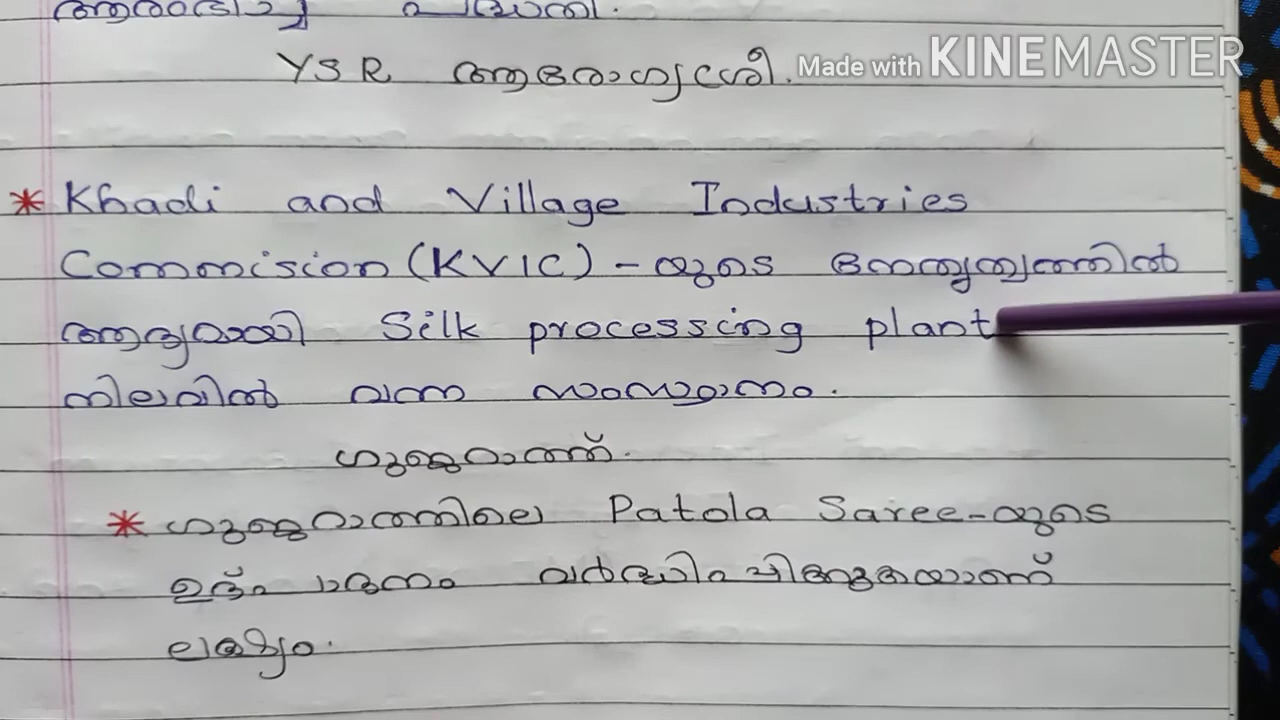 ആരംഭിച്ച പദ്ധതി.
YSR ആരോഗ്യശ്രീ.
Made with KINEMASTER
* Khadi and Village Industries
Commision (KVIC) - യുടെ നേതൃത്വത്തിൽ
ആദ്യമായി Silk processing plant
നിലവിൽ വന്ന സംസ്ഥാനം.
ഗുജറാത്ത്.
* ഗുജറാത്തിലെ Patola Saree-യുടെ
ഉത്പാദനം വർദ്ധിപ്പിക്കുകയാണ്
ലക്ഷ്യം.